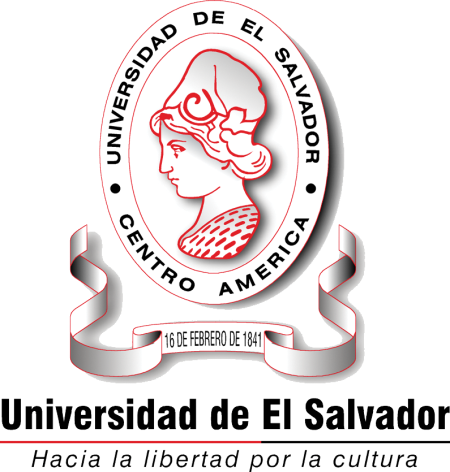 UNIVERSIDAD DE EL SALVADOR
• CENTRO AMERICA •
16 DE FEBRERO DE 1841
Universidad de El Salvador
Hacia la libertad por la cultura